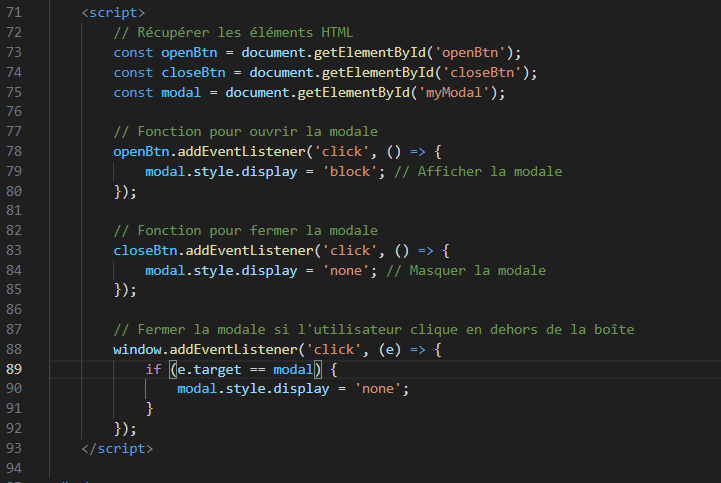 71 <script>
72 // Récupérer les éléments HTML
73 const openBtn = document.getElementById('openBtn');
74 const closeBtn = document.getElementById('closeBtn');
75 const modal = document.getElementById('myModal');
76
77 // Fonction pour ouvrir la modale
78 openBtn.addEventListener('click', () => {
79 modal.style.display = 'block'; // Afficher la modale
80 });
81
82 // Fonction pour fermer la modale
83 closeBtn.addEventListener('click', () => {
84 modal.style.display = 'none'; // Masquer la modale
85 });
86
87 // Fermer la modale si l'utilisateur clique en dehors de la boîte
88 window.addEventListener('click', (e) => {
89 if (e.target == modal) {
90 modal.style.display = 'none';
91 }
92 });
93 </script>
94